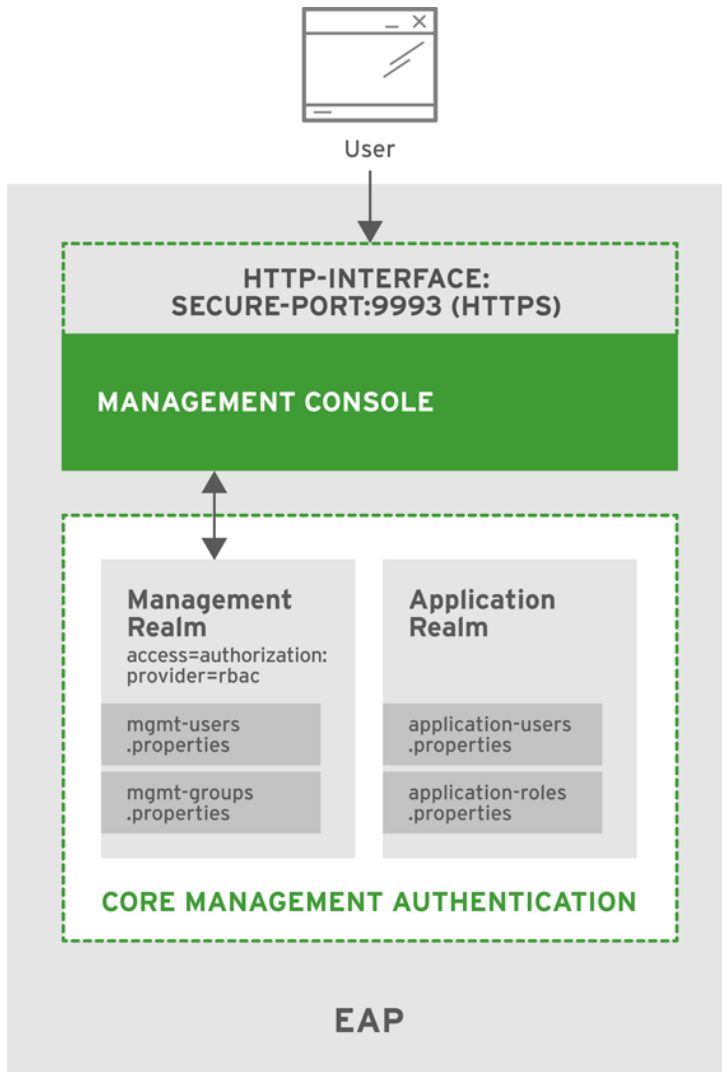 User
HTTP-INTERFACE:
SECURE-PORT:9993 (HTTPS)
MANAGEMENT CONSOLE
Management
Realm
access=authorization:
provider=rbac
mgmt-users
.properties
mgmt-groups
.properties
Application
Realm
application-users
.properties
application-roles
.properties
CORE MANAGEMENT AUTHENTICATION
EAP